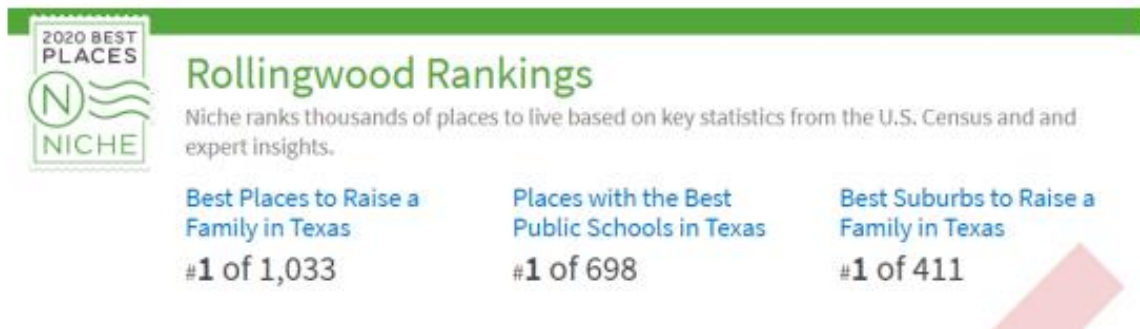 2020 BEST
PLACES
N
NICHE
Rollingwood Rankings
Niche ranks thousands of places to live based on key statistics from the U.S. Census and and
expert insights.
Best Places to Raise a
Family in Texas
#1 of 1,033
Places with the Best
Public Schools in Texas
#1 of 698
Best Suburbs to Raise a
Family in Texas
#1 of 411